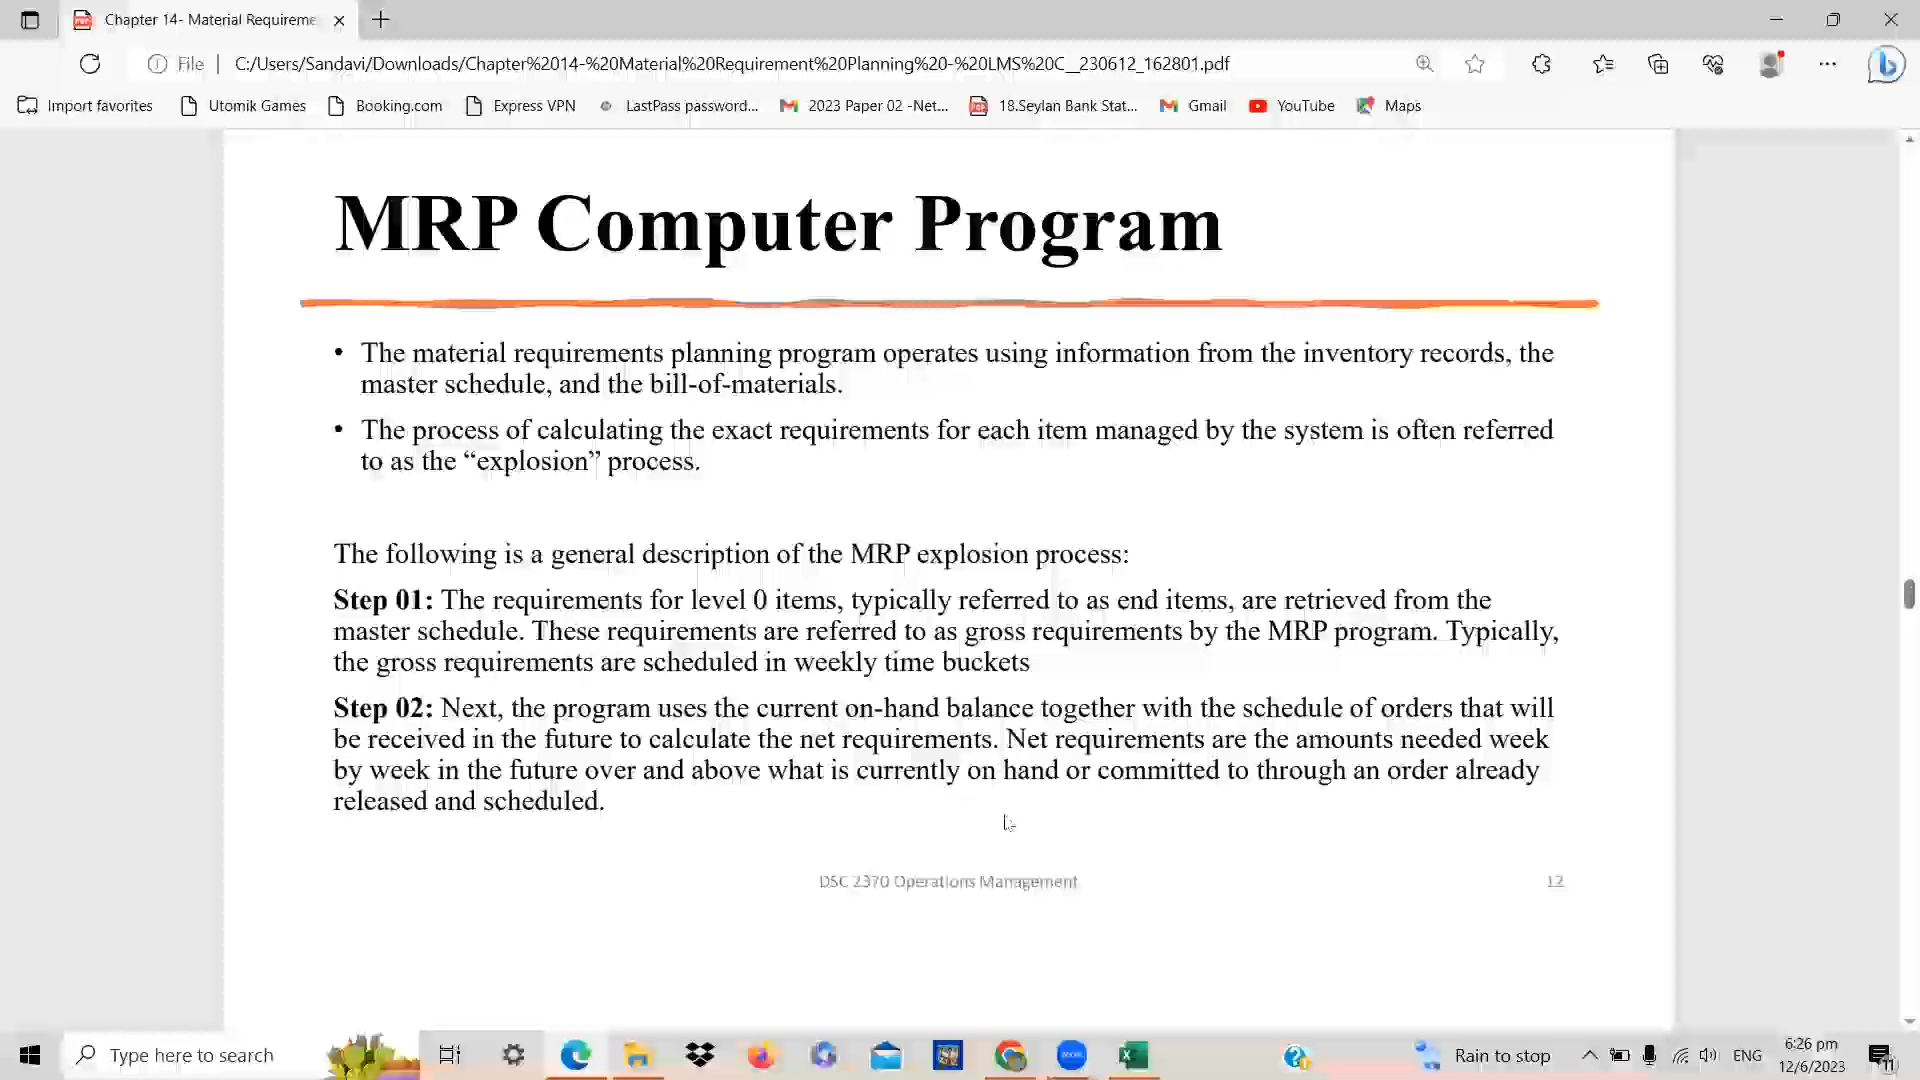 Chapter 14- Material Requireme
File
C:/Users/Sandavi/Downloads/Chapter%2014-%20Material%20Requirement%20Planning%20-%20LMS%20C__230612_162801.pdf
Import favorites
Utomik Games
Booking.com
Express VPN
LastPass password...
2023 Paper 02 -Net...
18.Seylan Bank Stat...
Gmail
YouTube
Maps
MRP Computer Program
• The material requirements planning program operates using information from the inventory records, the
master schedule, and the bill-of-materials.
• The process of calculating the exact requirements for each item managed by the system is often referred
to as the “explosion” process.
The following is a general description of the MRP explosion process:
Step 01: The requirements for level 0 items, typically referred to as end items, are retrieved from the
master schedule. These requirements are referred to as gross requirements by the MRP program. Typically,
the gross requirements are scheduled in weekly time buckets
Step 02: Next, the program uses the current on-hand balance together with the schedule of orders that will
be received in the future to calculate the net requirements. Net requirements are the amounts needed week
by week in the future over and above what is currently on hand or committed to through an order already
released and scheduled.
DSC 2370 Operations Management
12
Type here to search
Rain to stop
ENG
6:26 pm
12/6/2023